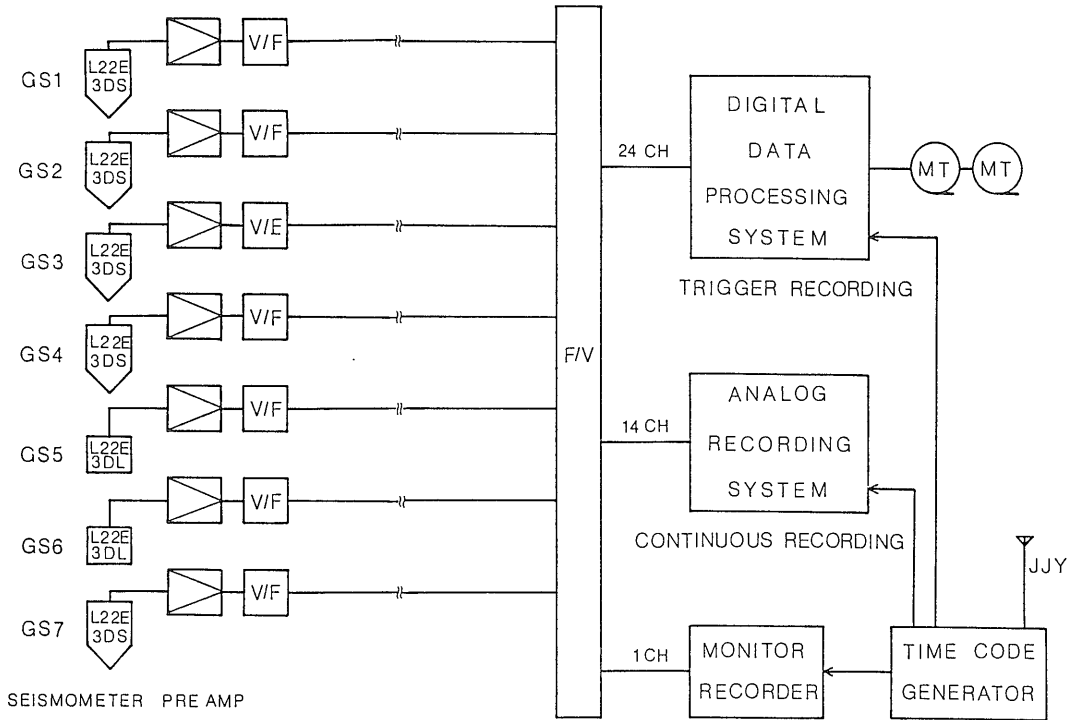 GS1
L22E
3DS
V/F
GS2
L22E
3DS
V/F
GS3
L22E
3DS
V/E
GS4
L22E
3DS
V/F
GS5
L22E
3DL
V/F
GS6
L22E
3DL
V/F
GS7
L22E
3DS
V/F
SEISMOMETER PRE AMP
F/V
24 CH
DIGITAL
DATA
PROCESSING
SYSTEM
MT MT
TRIGGER RECORDING
14 CH
ANALOG
RECORDING
SYSTEM
CONTINUOUS RECORDING
JJY
1 CH
MONITOR
RECORDER
TIME CODE
GENERATOR